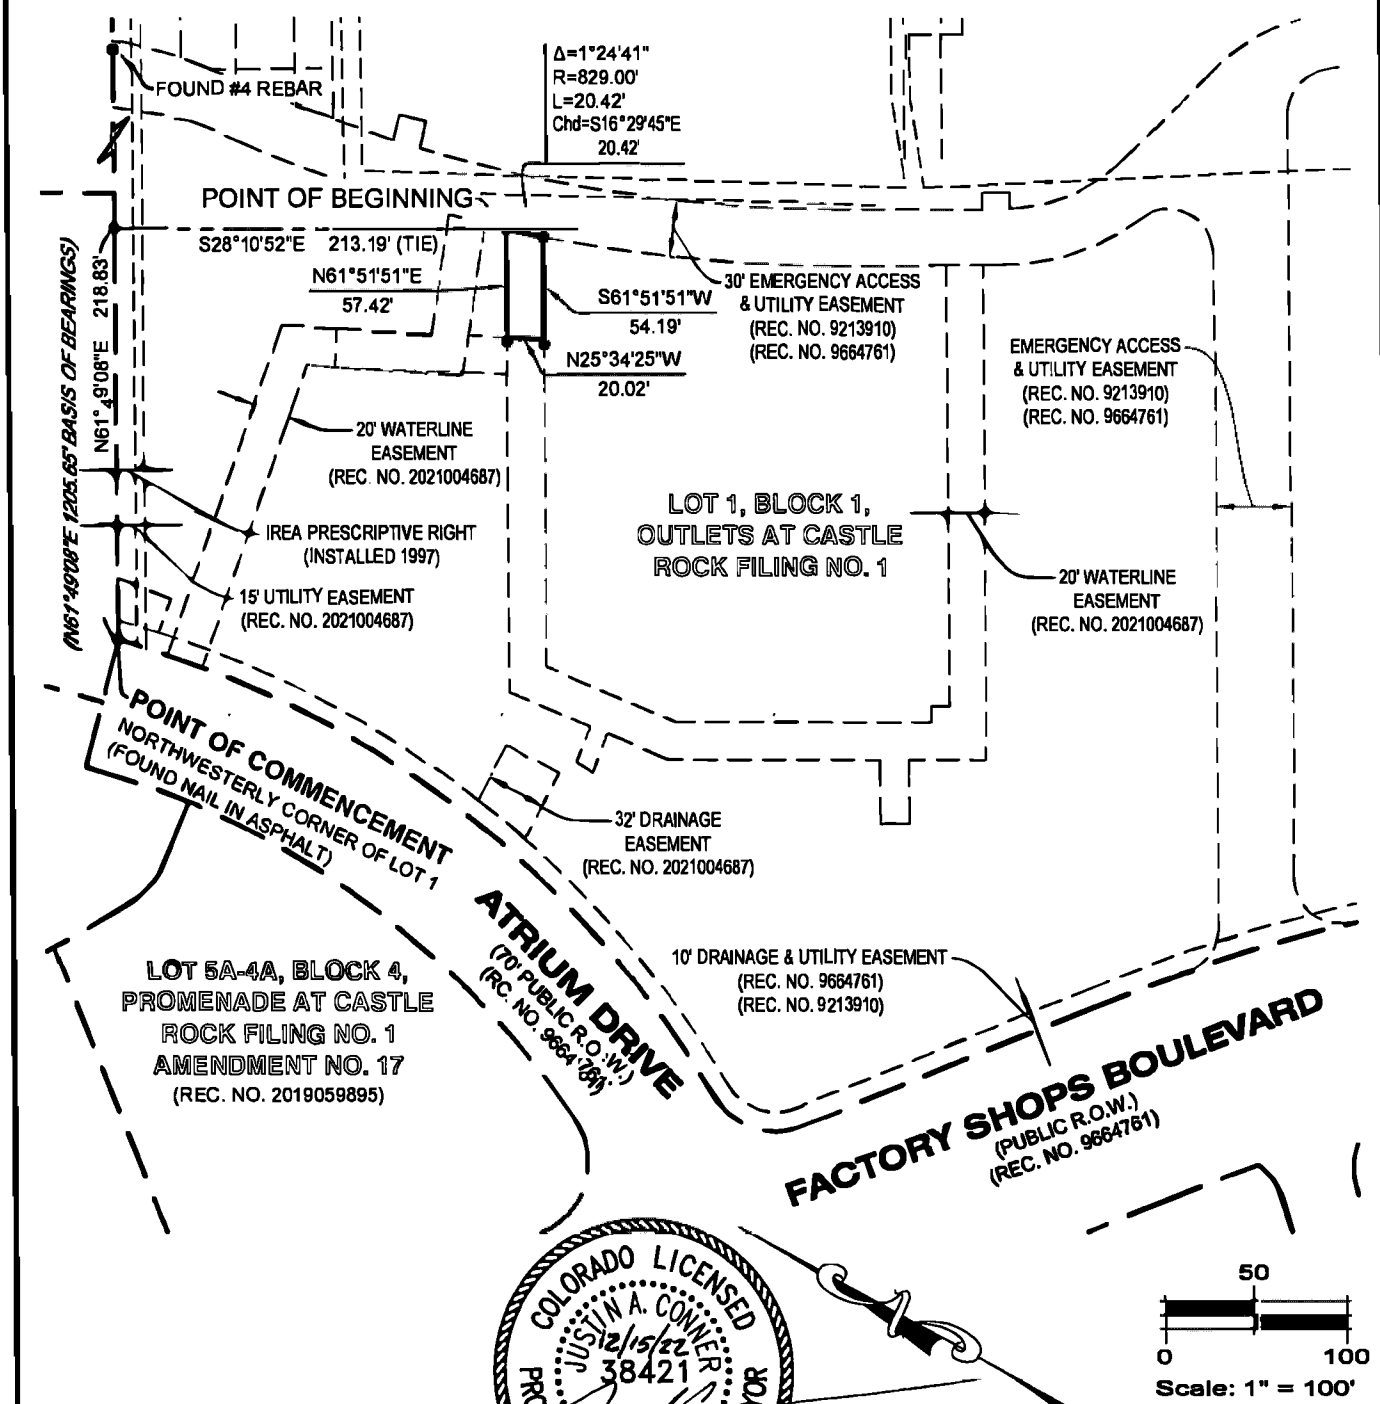 Δ=1°24'41"
R=829.00'
L=20.42'
Chd=S16°29'45"E
20.42'
FOUND #4 REBAR
POINT OF BEGINNING
S28°10'52"E 213.19' (TIE)
N61°51'51"E
57.42'
S61°51'51"W
54.19'
N25°34'25"W
20.02'
30' EMERGENCY ACCESS
& UTILITY EASEMENT
(REC. NO. 9213910)
(REC. NO. 9664761)
EMERGENCY ACCESS
& UTILITY EASEMENT
(REC. NO. 9213910)
(REC. NO. 9664761)
N61°49'08"E 218.83'
(N61°49'08"E 1205.65' BASIS OF BEARINGS)
20' WATERLINE
EASEMENT
(REC. NO. 2021004687)
IREA PRESCRIPTIVE RIGHT
(INSTALLED 1997)
15' UTILITY EASEMENT
(REC. NO. 2021004687)
LOT 1, BLOCK 1,
OUTLETS AT CASTLE
ROCK FILING NO. 1
20' WATERLINE
EASEMENT
(REC. NO. 2021004687)
POINT OF COMMENCEMENT
NORTHWESTERLY CORNER OF LOT 1
(FOUND NAIL IN ASPHALT)
32' DRAINAGE
EASEMENT
(REC. NO. 2021004687)
ATRIUM DRIVE
(70' PUBLIC R.O.W.)
(RC. NO. 9664761)
10' DRAINAGE & UTILITY EASEMENT
(REC. NO. 9664761)
(REC. NO. 9213910)
LOT 5A-4A, BLOCK 4,
PROMENADE AT CASTLE
ROCK FILING NO. 1
AMENDMENT NO. 17
(REC. NO. 2019059895)
FACTORY SHOPS BOULEVARD
(PUBLIC R.O.W.)
(REC. NO. 9664761)
COLORADO LICENSED
JUSTIN A. CONNER
12/15/22
38421
50
0 100
Scale: 1" = 100'